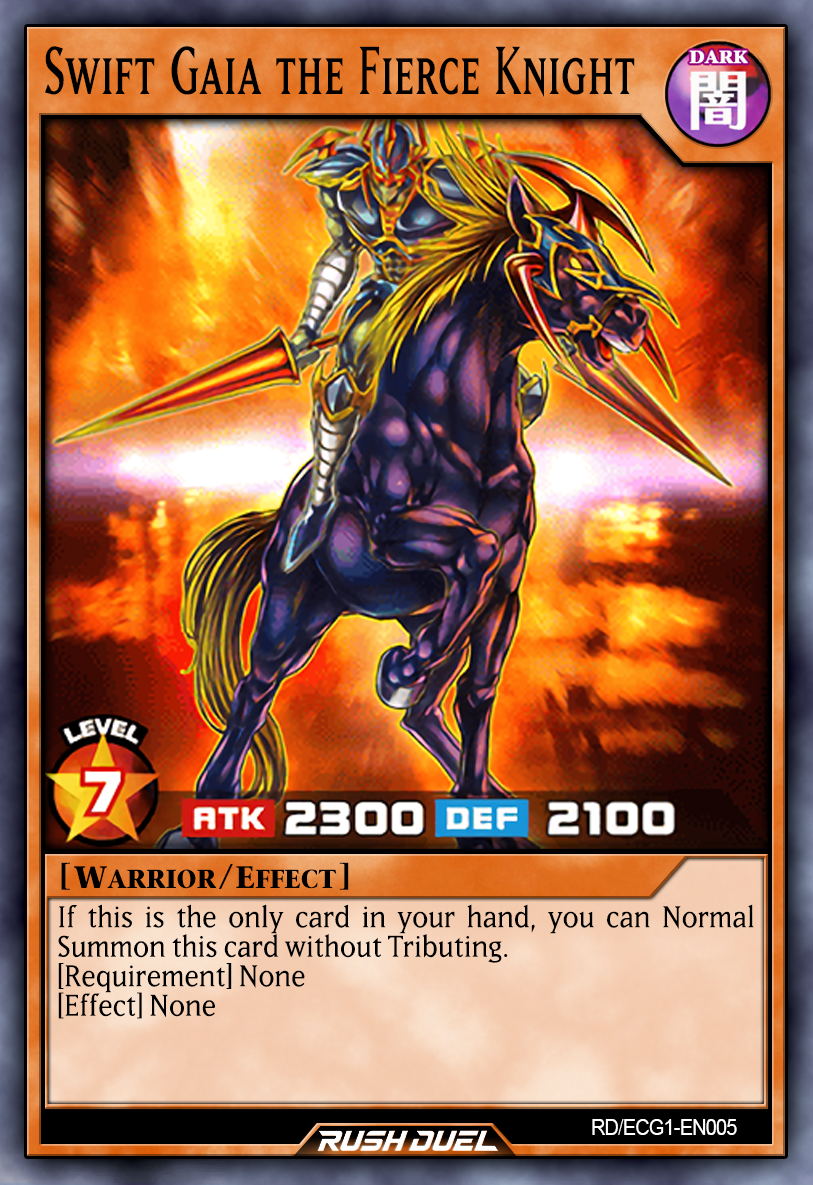 Swift Gaia the Fierce Knight
DARK
闇
LEVEL
7
ATK 2300 DEF 2100
[Warrior/Effect]
If this is the only card in your hand, you can Normal
Summon this card without Tributing.
[Requirement] None
[Effect] None
RD/ECG1-EN005
RUSH DUEL